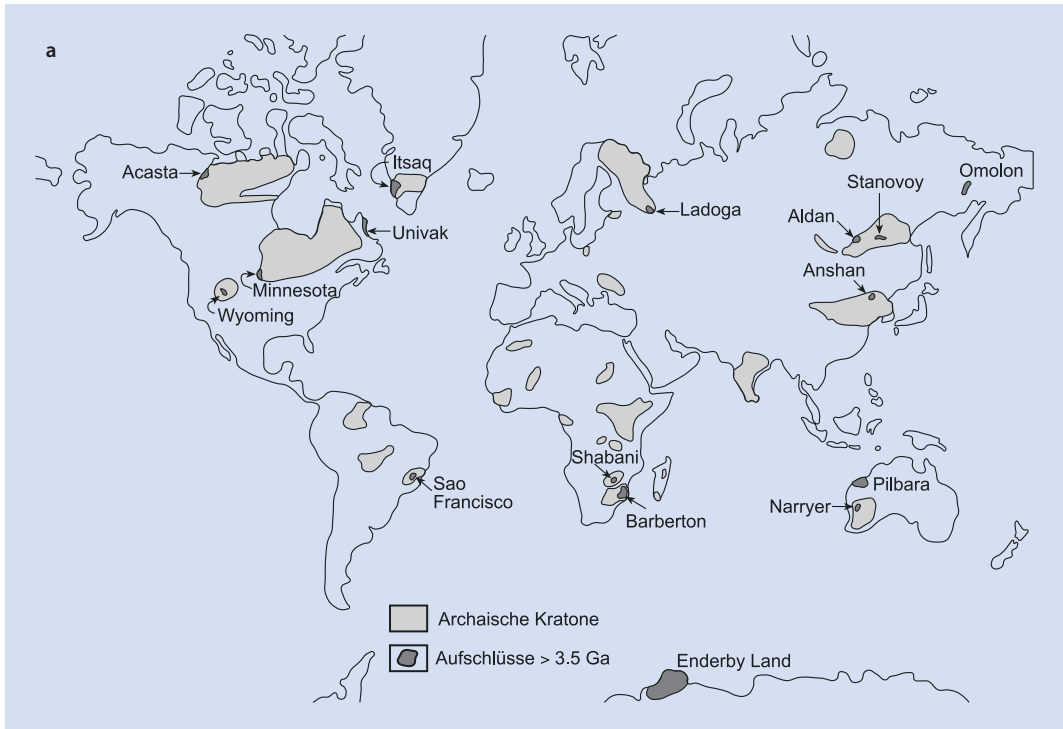 a
Acasta
Itsaq
Univak
Minnesota
Wyoming
Ladoga
Omolon
Stanovoy
Aldan
Anshan
Sao
Francisco
Shabani
Barberton
Pilbara
Narryer
Archaische Kratone
Aufschlüsse > 3.5 Ga
Enderby Land